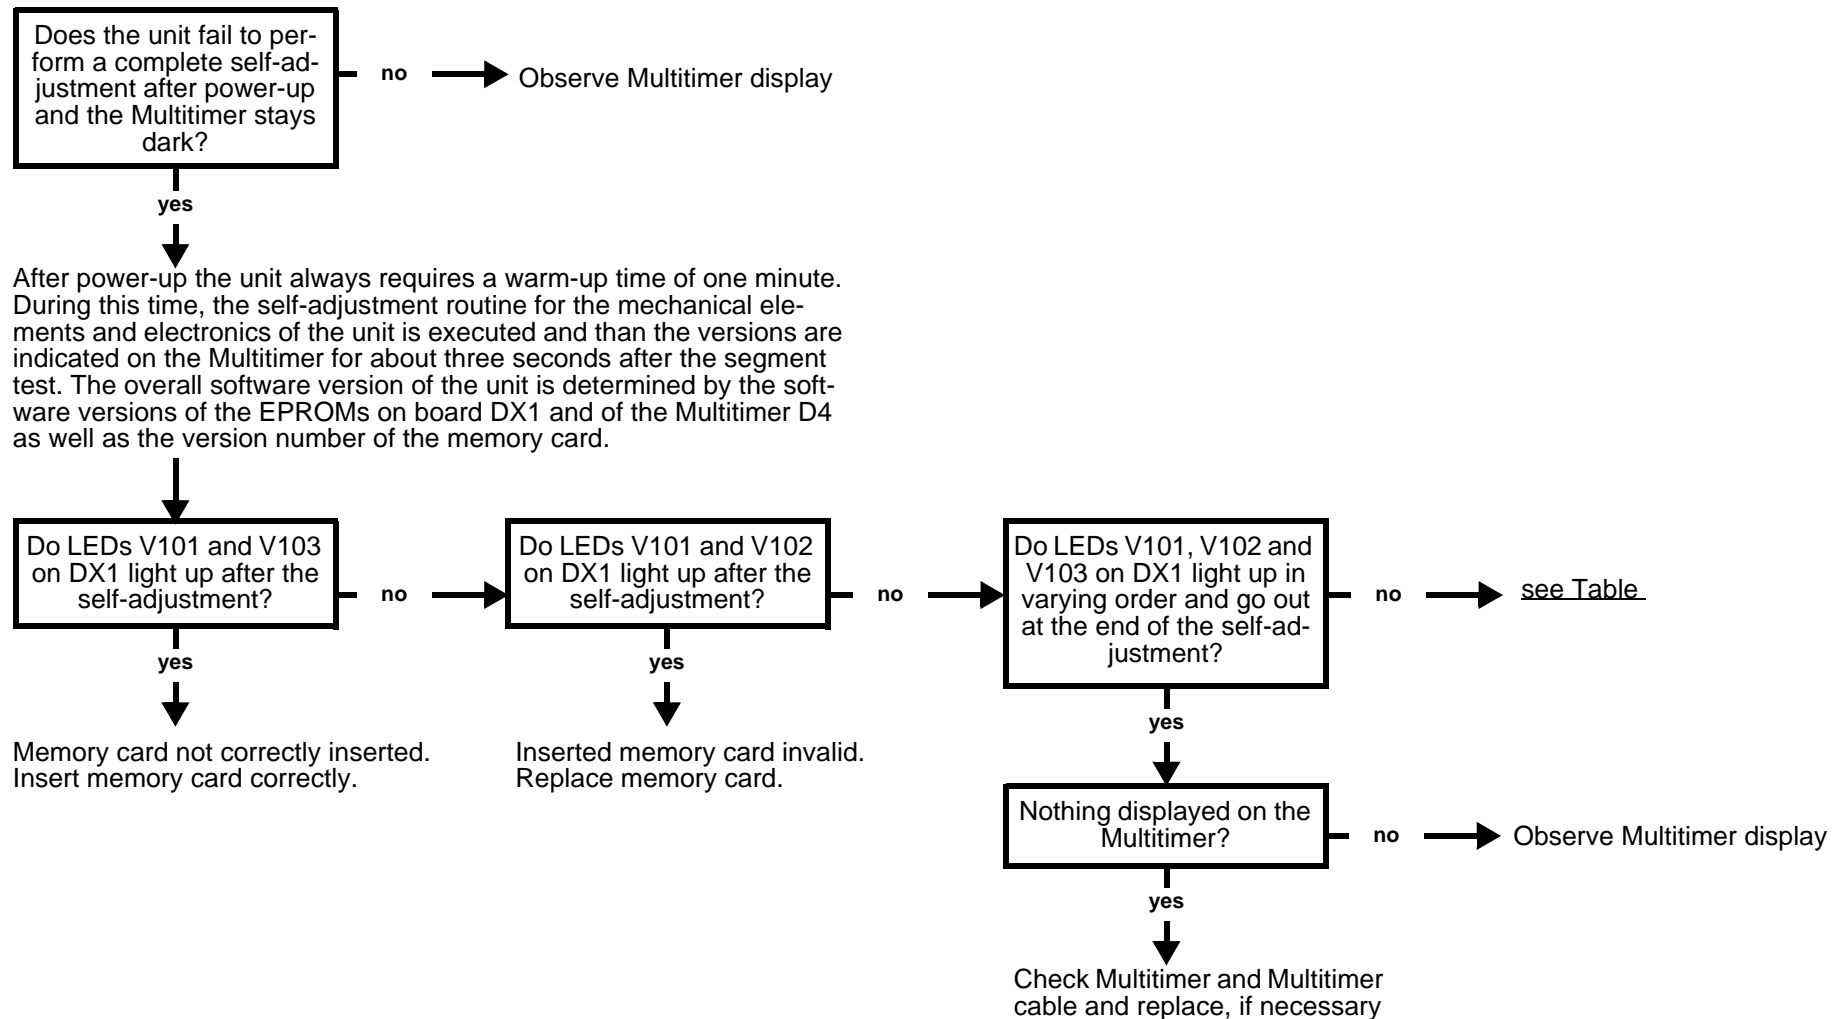 Does the unit fail to per-
form a complete self-ad-
justment after power-up
and the Multitimer stays
dark?
no
Observe Multitimer display
yes
After power-up the unit always requires a warm-up time of one minute.
During this time, the self-adjustment routine for the mechanical ele-
ments and electronics of the unit is executed and than the versions are
indicated on the Multitimer for about three seconds after the segment
test. The overall software version of the unit is determined by the soft-
ware versions of the EPROMs on board DX1 and of the Multitimer D4
as well as the version number of the memory card.
Do LEDs V101 and V103
on DX1 light up after the
self-adjustment?
no
Do LEDs V101 and V102
on DX1 light up after the
self-adjustment?
no
Do LEDs V101, V102 and
V103 on DX1 light up in
varying order and go out
at the end of the self-ad-
justment?
no
see Table
yes
Memory card not correctly inserted.
Insert memory card correctly.
yes
Inserted memory card invalid.
Replace memory card.
yes
Nothing displayed on the
Multitimer?
no
Observe Multitimer display
yes
Check Multitimer and Multitimer
cable and replace, if necessary